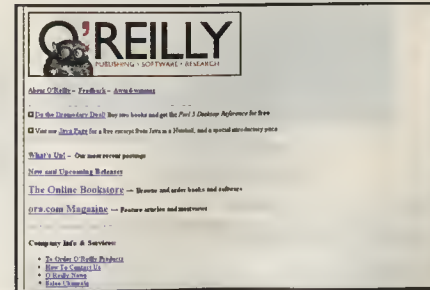 O'REILLY
PUBLISHING • SOFTWARE • RESEARCH
About O'Reilly - Feedback -
Do the Dromedary Deal! Buy two books and get the Perl 5 Desktop Reference for free
Visit our Java Page for a free excerpt from Java in a Nutshell, and a special introductory price
What's Up! - Our most recent postings
New and Upcoming Releases
The Online Bookstore — Browse and order books and software
ora.com Magazine — Feature articles and interviews
Company Info & Services:
• To Order O'Reilly Products
• How To Contact Us
• O'Reilly News